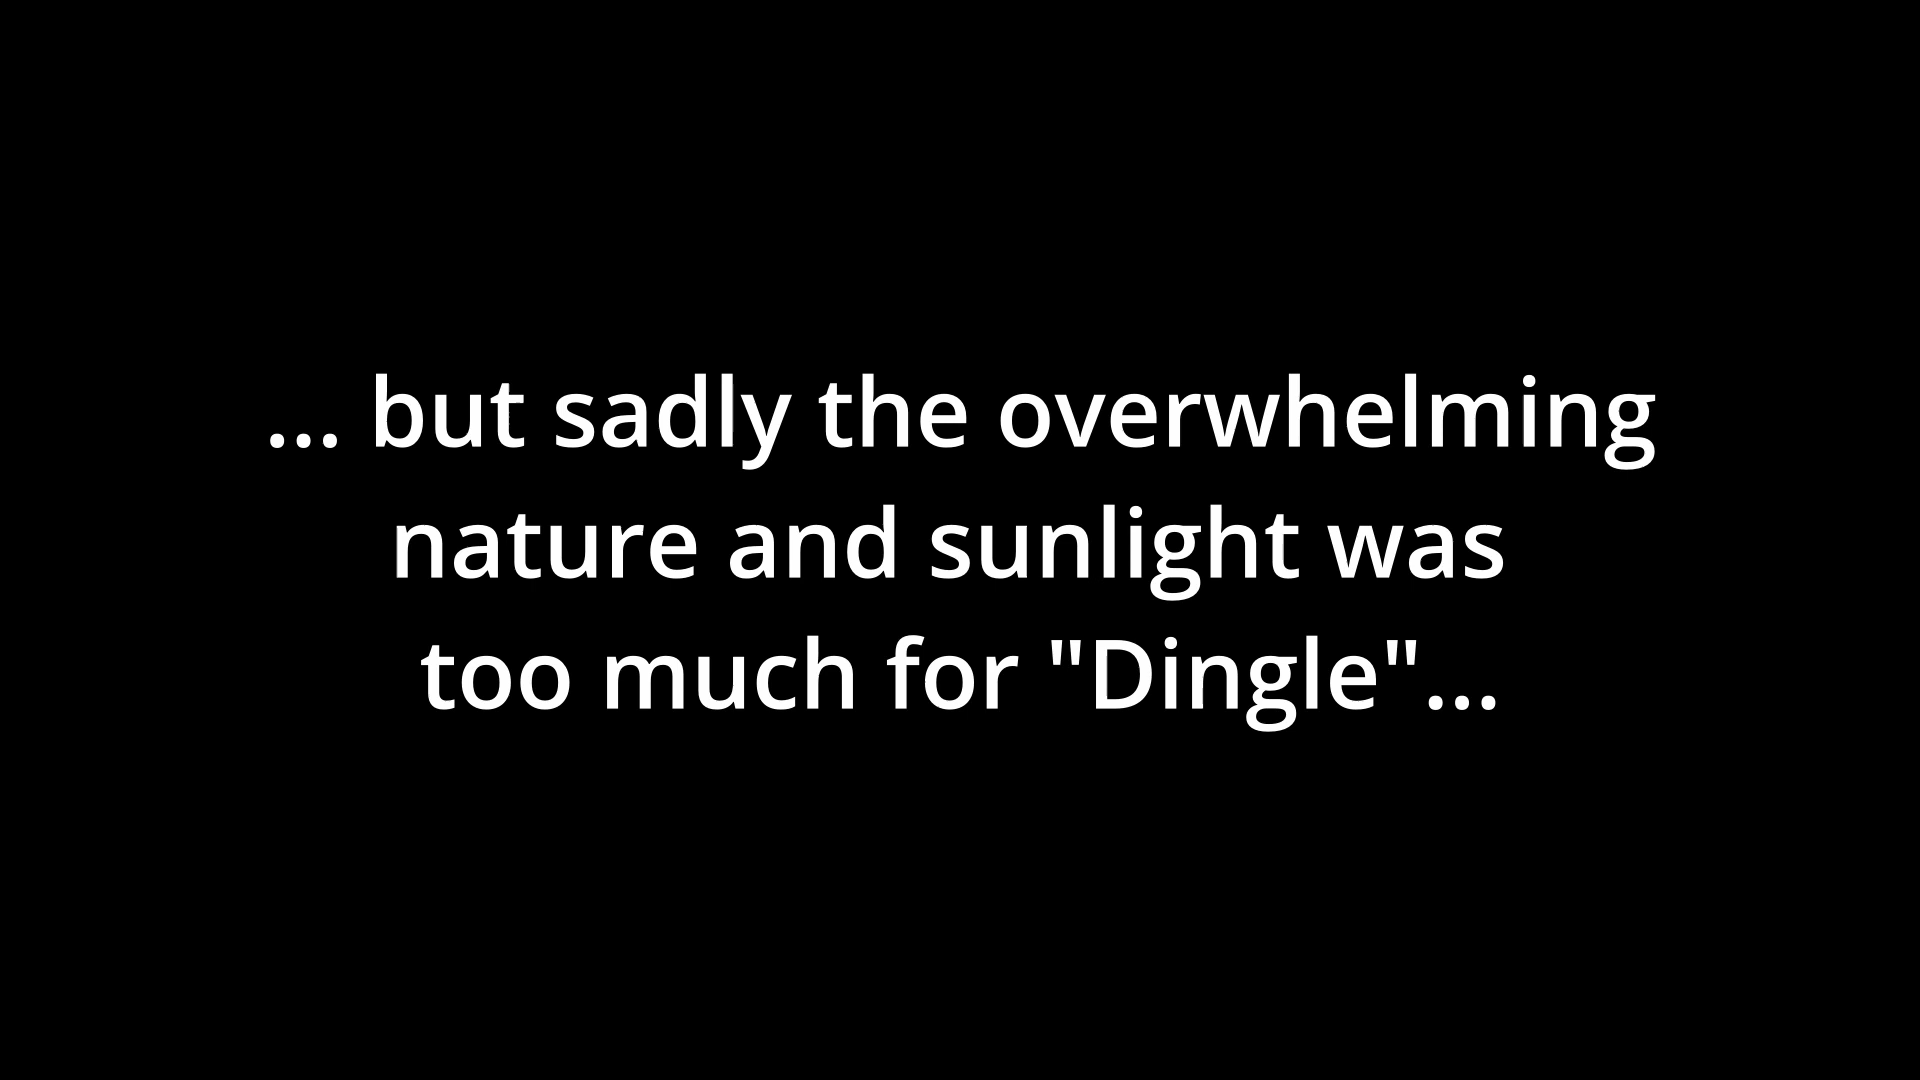 ... but sadly the overwhelming
nature and sunlight was
too much for "Dingle"...